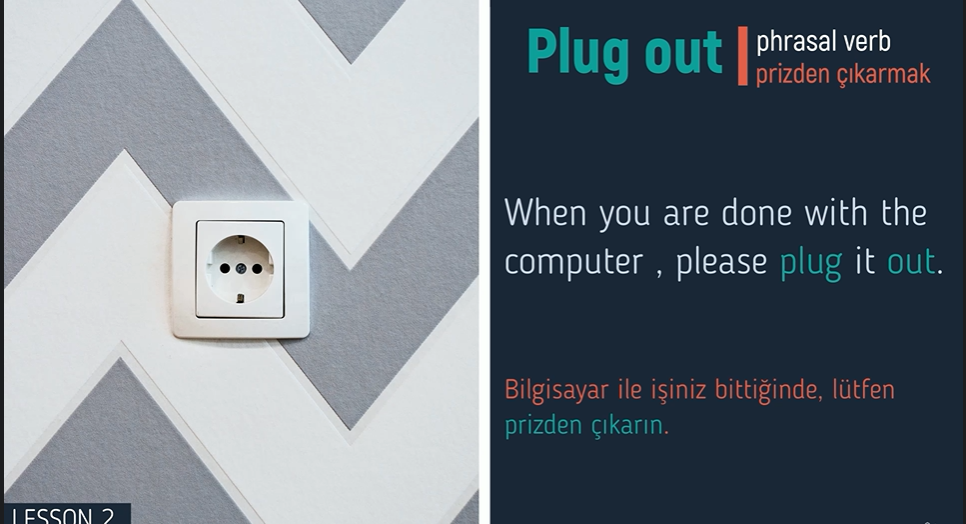 Plug out
phrasal verb
prizden çıkarmak
When you are done with the
computer , please plug it out.
Bilgisayar ile işiniz bittiğinde, lütfen
prizden çıkarın.
LESSON 2